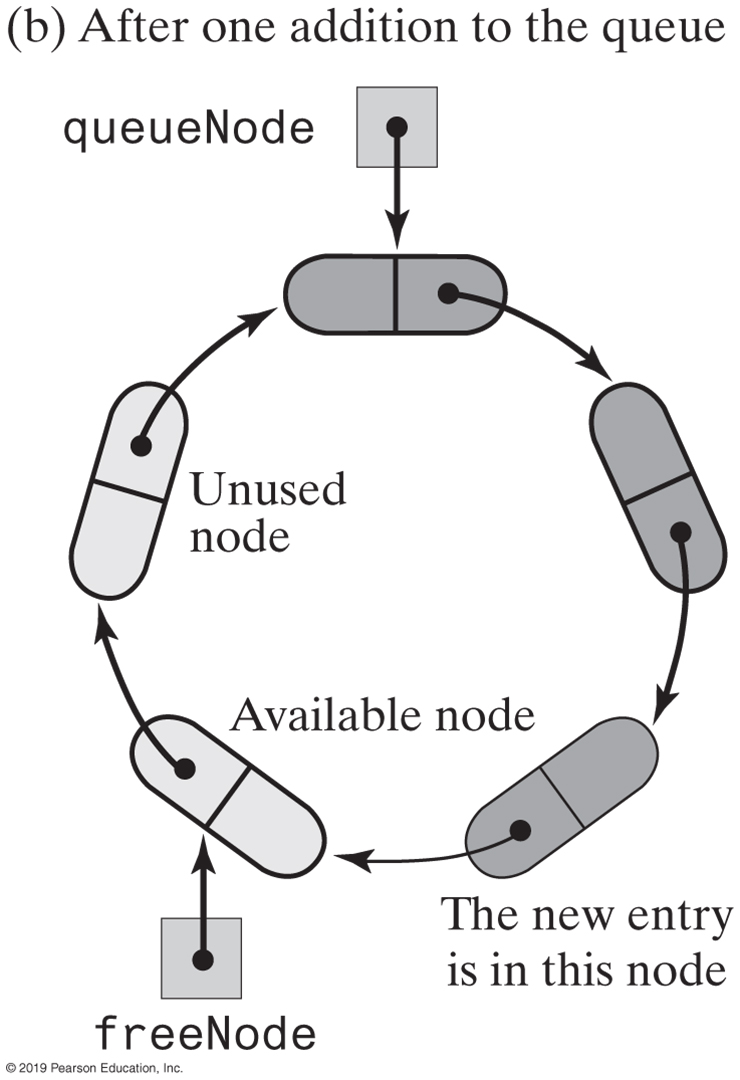 (b) After one addition to the queue
queueNode
Unused
node
Available node
The new entry
is in this node
freeNode
© 2019 Pearson Education, Inc.